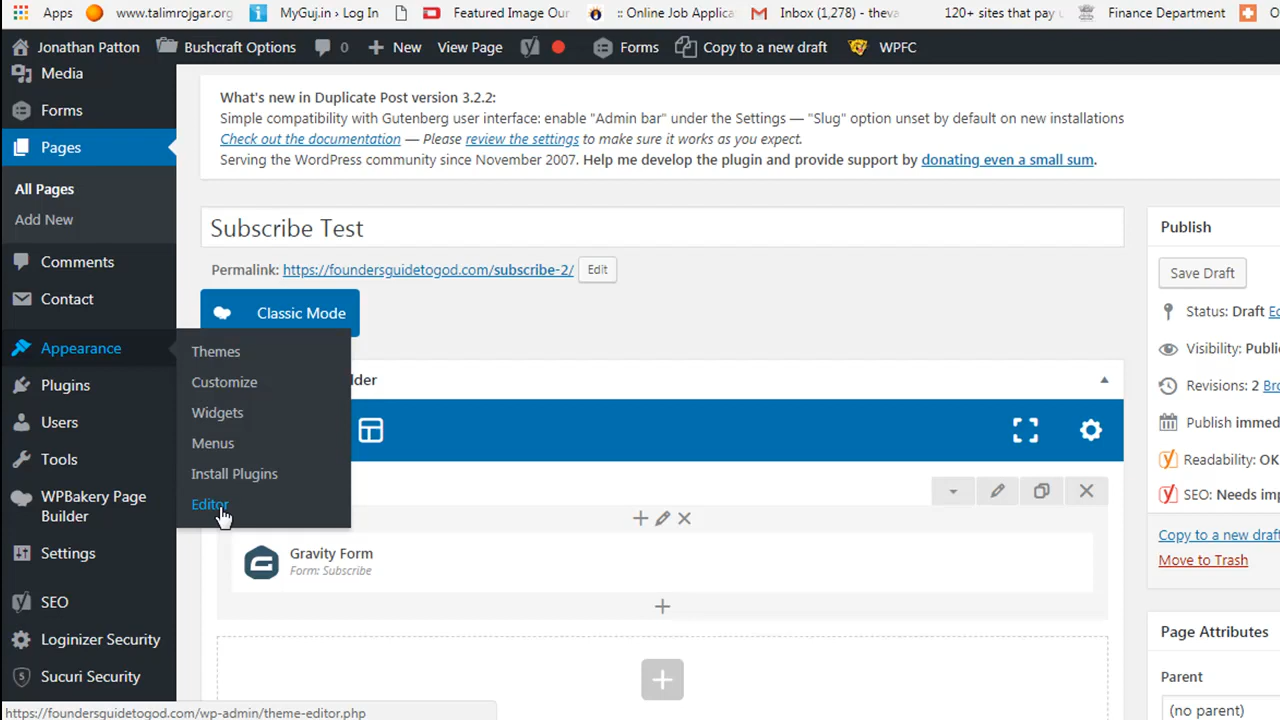 Apps www.talimrojgar.org MyGuj.in › Log In Featured Image Our :: Online Job Applica Inbox (1,278) - theva 120+ sites that pay Finance Department
Jonathan Patton Bushcraft Options 0 New View Page Forms Copy to a new draft WPFC
Media
Forms
Pages
All Pages
Add New
Comments
Contact
Appearance
Plugins
Users
Tools
WPBakery Page
Builder
Settings
SEO
Loginizer Security
Sucuri Security
Themes
Customize
Widgets
Menus
Install Plugins
Editor
What's new in Duplicate Post version 3.2.2:
Simple compatibility with Gutenberg user interface: enable "Admin bar" under the Settings — "Slug" option unset by default on new installations
Check out the documentation — Please review the settings to make sure it works as you expect.
Serving the WordPress community since November 2007. Help me develop the plugin and provide support by donating even a small sum.
Subscribe Test
Permalink: https://foundersguidetogod.com/subscribe-2/ Edit
Classic Mode
lder
Gravity Form
Form: Subscribe
Publish
Save Draft
Status: Draft
Visibility: Public
Revisions: 2
Publish immed
Readability: OK
SEO: Needs imp
Copy to a new draft
Move to Trash
Page Attributes
Parent
(no parent)
https://foundersguidetogod.com/wp-admin/theme-editor.php